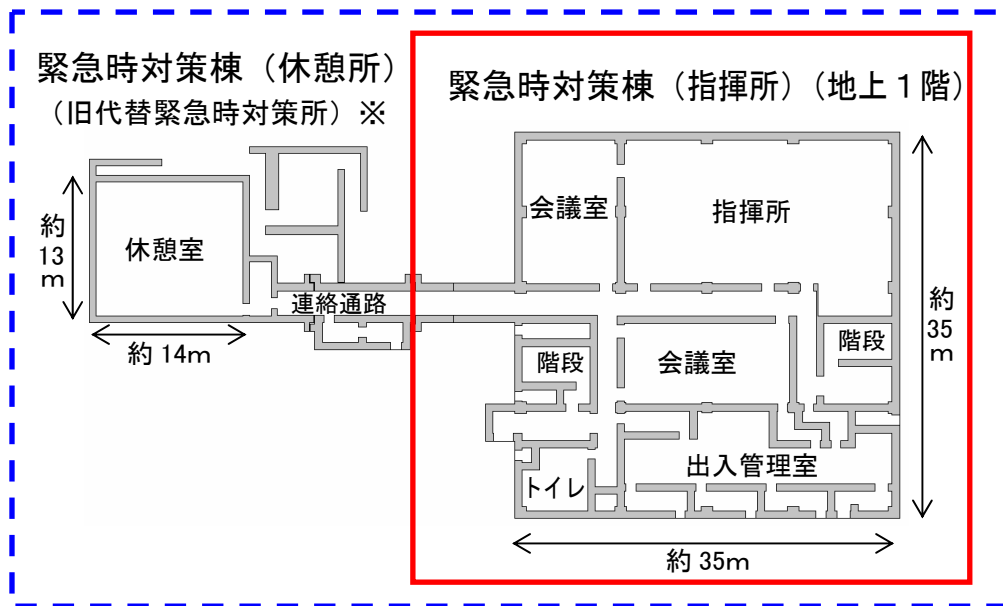 緊急時対策棟（休憩所）
（旧代替緊急時対策所）※
緊急時対策棟（指揮所）（地上１階）
会議室
指揮所
約
13
ｍ
休憩室
連絡通路
約 14ｍ
約
35
ｍ
階段
会議室
階段
出入管理室
トイレ
約 35ｍ